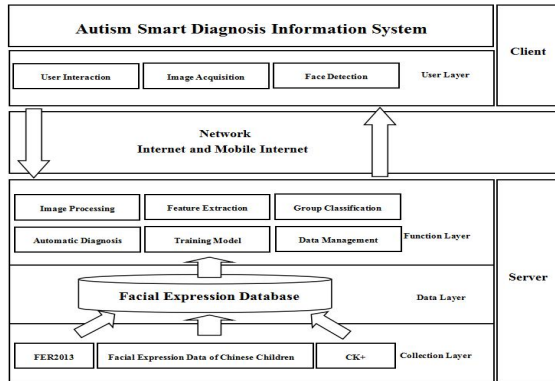 Autism Smart Diagnosis Information System
Client
User Interaction
Image Acquisition
Face Detection
User Layer
Network
Internet and Mobile Internet
Image Processing
Feature Extraction
Group Classification
Automatic Diagnosis
Training Model
Data Management
Function Layer
Server
Facial Expression Database
Data Layer
FER2013
Facial Expression Data of Chinese Children
CK+
Collection Layer